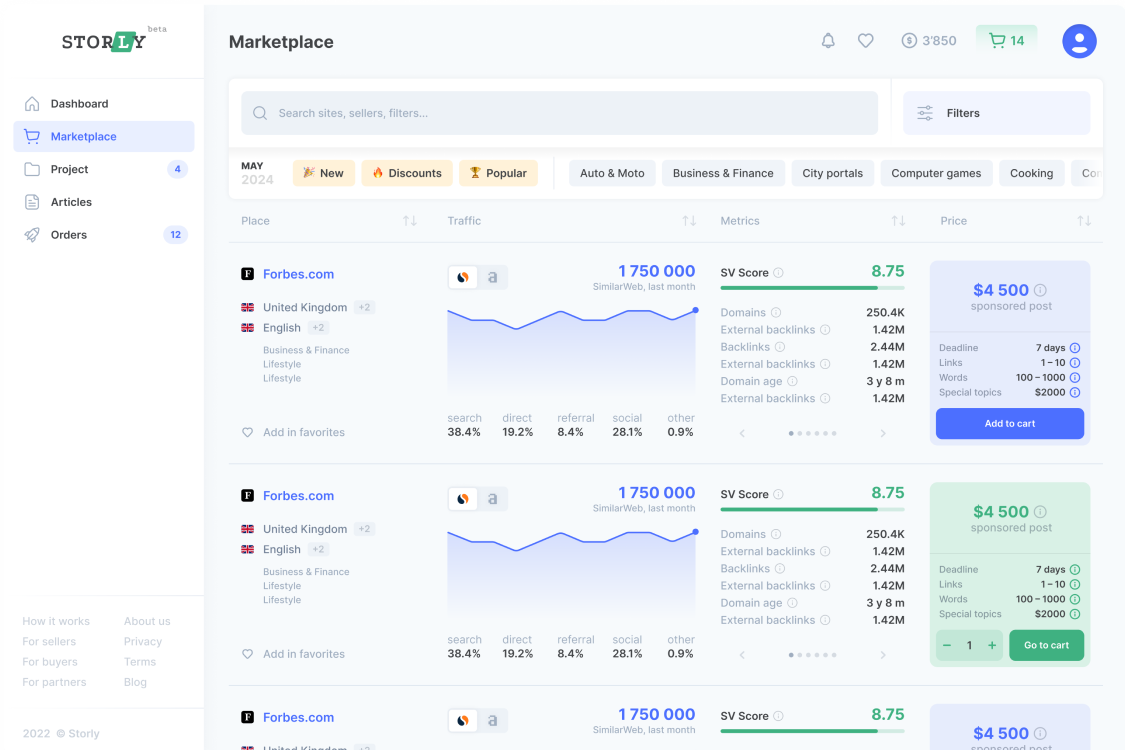 STORLY beta
Dashboard
Marketplace
Project 4
Articles
Orders 12
How it works About us
For sellers Privacy
For buyers Terms
For partners Blog
2022 © Storly
Marketplace
$ 3'850 14
Search sites, sellers, filters...
Filters
MAY
2024
New Discounts Popular Auto & Moto Business & Finance City portals Computer games Cooking
Place Traffic Metrics Price
F Forbes.com
United Kingdom +2
English +2
Business & Finance
Lifestyle
Lifestyle
Add in favorites
a
1 750 000
SimilarWeb, last month
search direct referral social other
38.4% 19.2% 8.4% 28.1% 0.9%
SV Score 8.75
Domains 250.4K
External backlinks 1.42M
Backlinks 2.44M
External backlinks 1.42M
Domain age 3 y 8 m
External backlinks 1.42M
$4 500
sponsored post
Deadline 7 days
Links 1 – 10
Words 100 – 1000
Special topics $2000
Add to cart
F Forbes.com
United Kingdom +2
English +2
Business & Finance
Lifestyle
Lifestyle
Add in favorites
a
1 750 000
SimilarWeb, last month
search direct referral social other
38.4% 19.2% 8.4% 28.1% 0.9%
SV Score 8.75
Domains 250.4K
External backlinks 1.42M
Backlinks 2.44M
External backlinks 1.42M
Domain age 3 y 8 m
External backlinks 1.42M
$4 500
sponsored post
Deadline 7 days
Links 1 – 10
Words 100 – 1000
Special topics $2000
− 1 + Go to cart
F Forbes.com
United Kingdom +2
a
1 750 000
SimilarWeb, last month
SV Score 8.75
$4 500
sponsored post